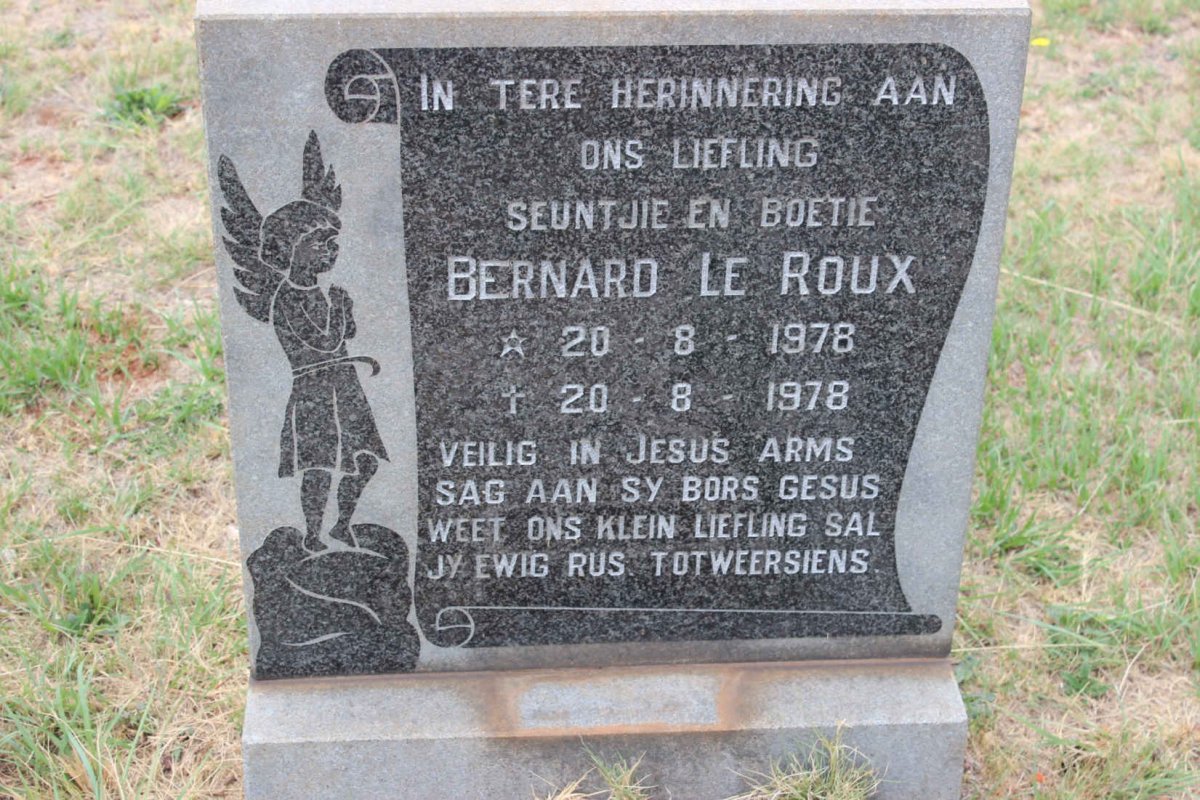 IN TERE HERINNERING AAN
ONS LIEFLING
SEUNTJIE EN BOETIE
BERNARD LE ROUX
☆ 20 - 8 - 1978
† 20 - 8 - 1978
VEILIG IN JESUS ARMS
SAG AAN SY BORS GESUS
WEET ONS KLEIN LIEFLING SAL
JY EWIG RUS TOTWEERSIENS.